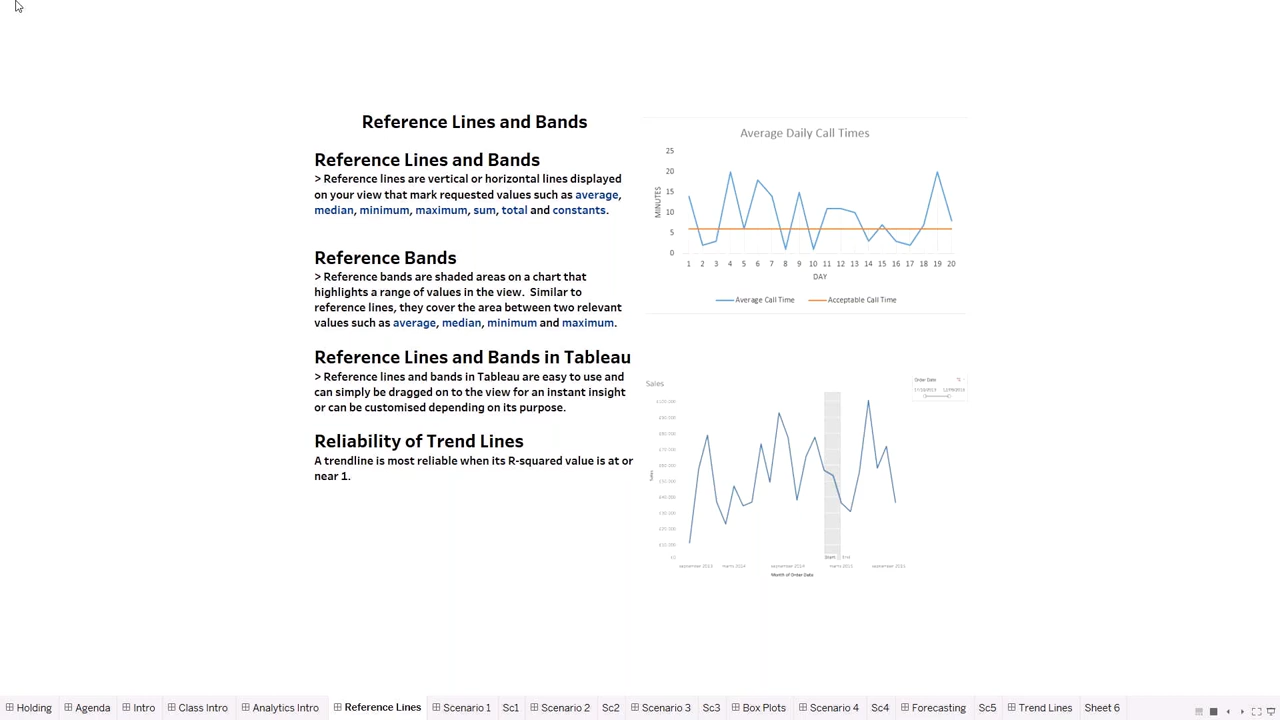 Reference Lines and Bands
Reference Lines and Bands
> Reference lines are vertical or horizontal lines displayed
on your view that mark requested values such as average,
median, minimum, maximum, sum, total and constants.
Reference Bands
> Reference bands are shaded areas on a chart that
highlights a range of values in the view.  Similar to
reference lines, they cover the area between two relevant
values such as average, median, minimum and maximum.
Reference Lines and Bands in Tableau
> Reference lines and bands in Tableau are easy to use and
can simply be dragged on to the view for an instant insight
or can be customised depending on its purpose.
Reliability of Trend Lines
A trendline is most reliable when its R-squared value is at or
near 1.
Average Daily Call Times
25
20
15
10
5
0
MINUTES
1 2 3 4 5 6 7 8 9 10 11 12 13 14 15 16 17 18 19 20
DAY
Average Call Time Acceptable Call Time
Order Date
Sales
Sales
Start End
Month of Order Date
Holding Agenda Intro Class Intro Analytics Intro Reference Lines Scenario 1 Sc1 Scenario 2 Sc2 Scenario 3 Sc3 Box Plots Scenario 4 Sc4 Forecasting Sc5 Trend Lines Sheet 6